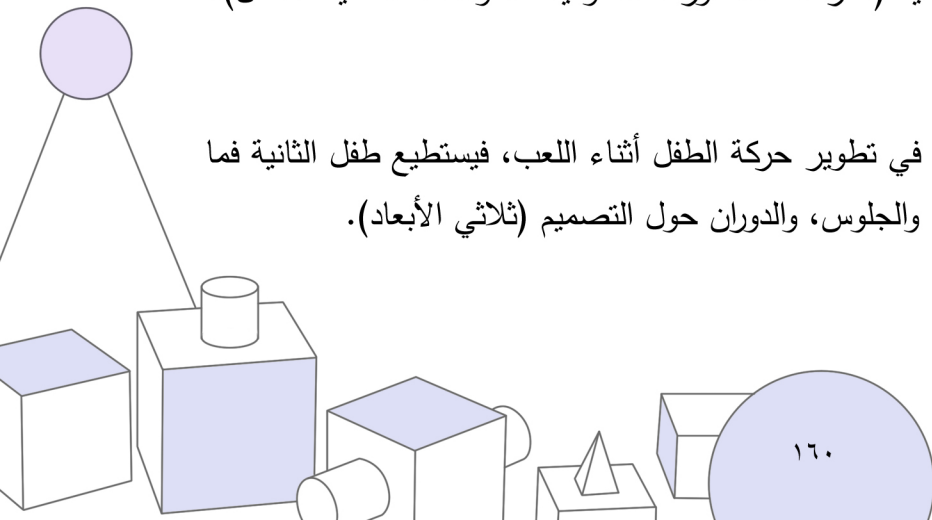 في تطوير حركة الطفل أثناء اللعب، فيستطيع طفل الثانية فما
والجلوس، والدوران حول التصميم (ثلاثي الأبعاد).
١٦٠